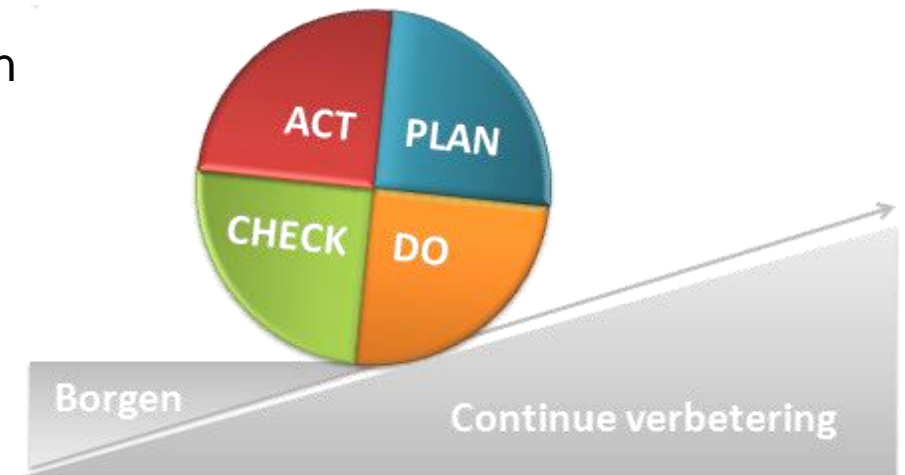 n
ACT
PLAN
CHECK
DO
Borgen
Continue verbetering